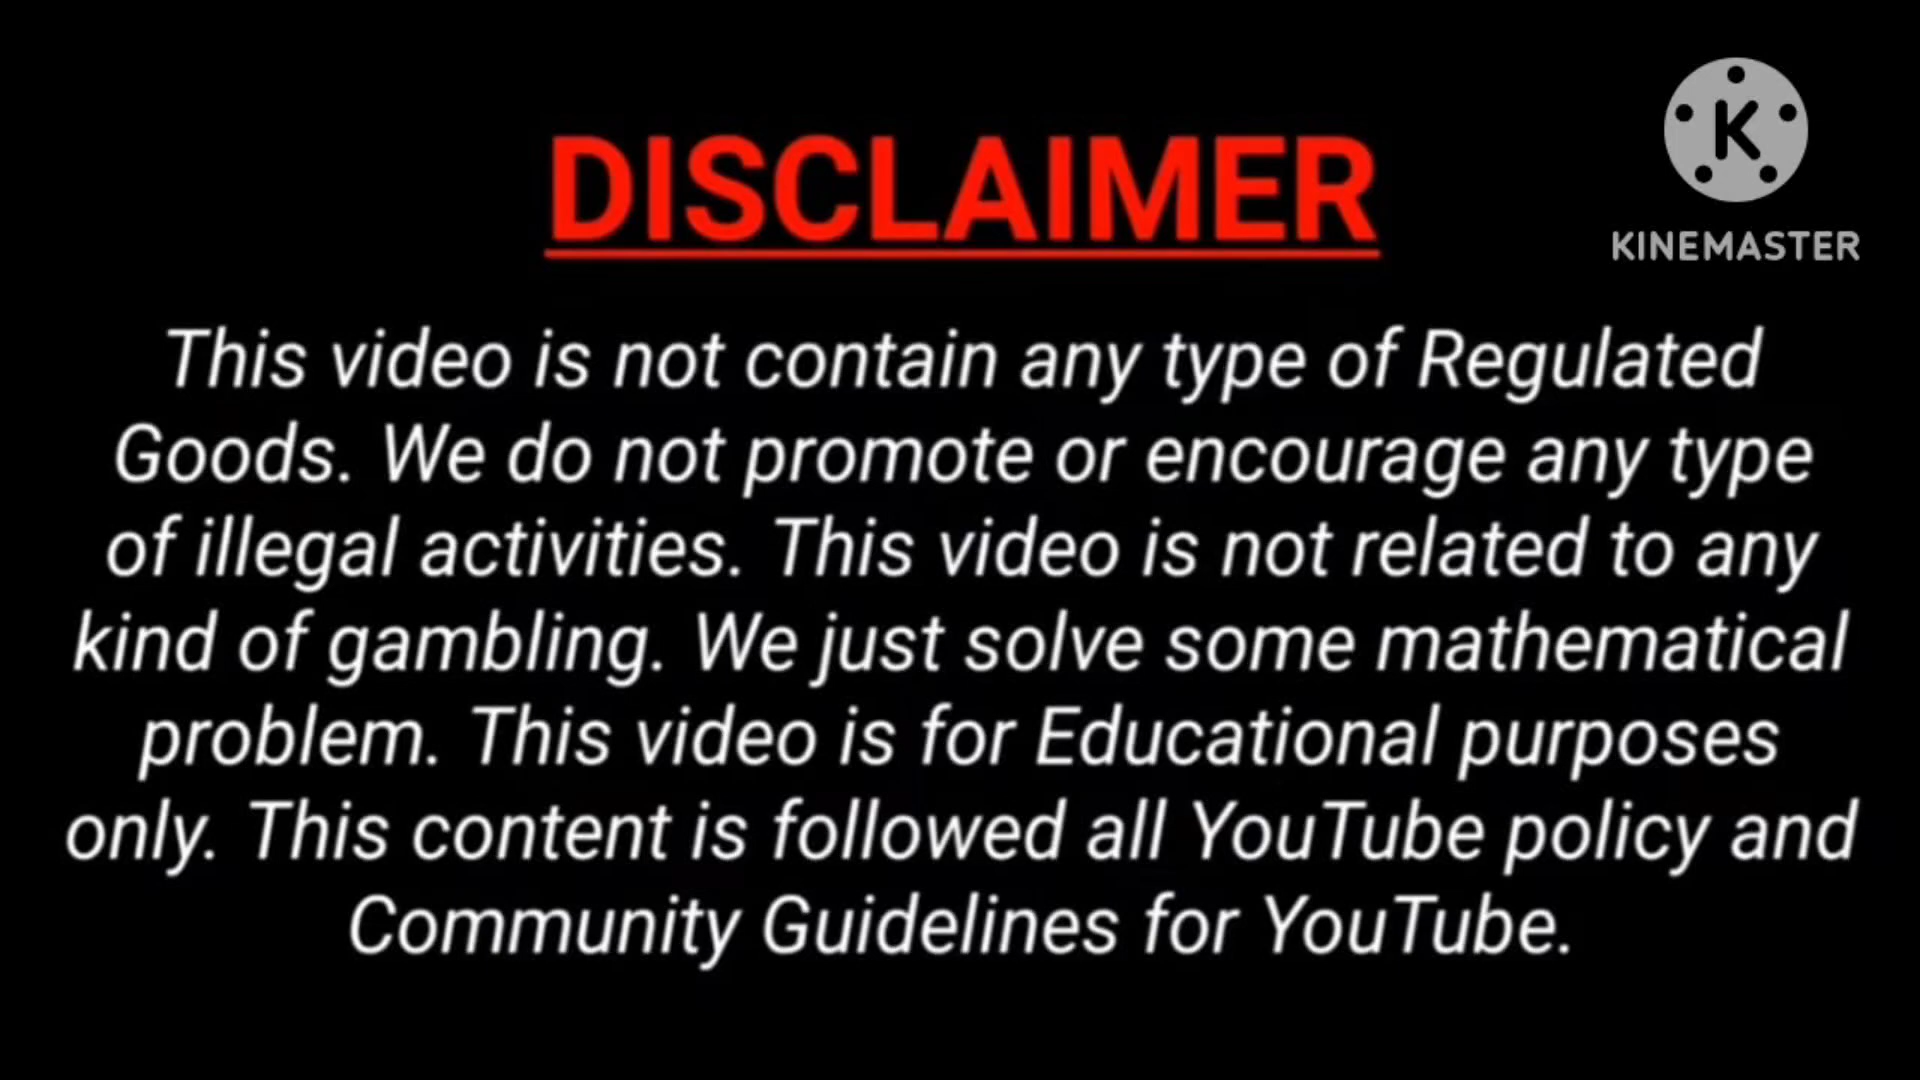 DISCLAIMER
K
KINEMASTER
This video is not contain any type of Regulated
Goods. We do not promote or encourage any type
of illegal activities. This video is not related to any
kind of gambling. We just solve some mathematical
problem. This video is for Educational purposes
only. This content is followed all YouTube policy and
Community Guidelines for YouTube.